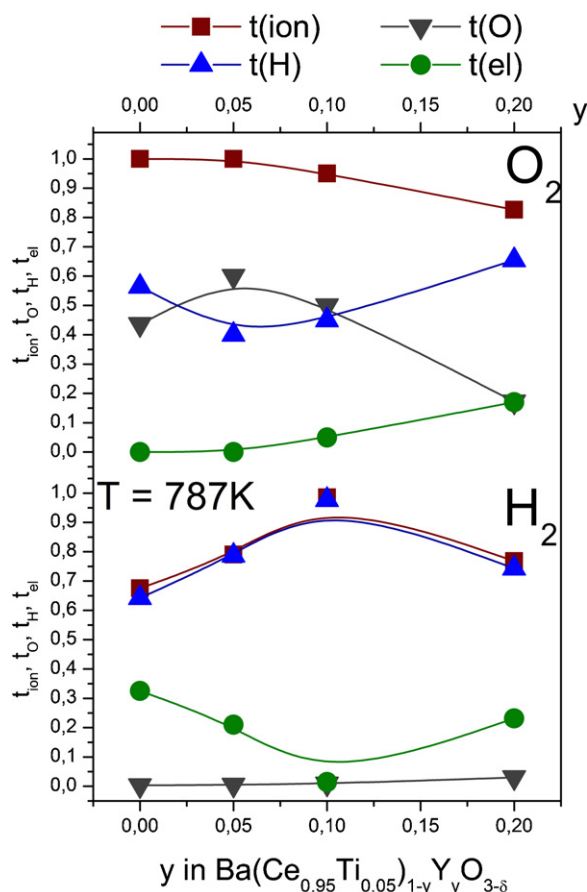 t(ion) t(O)
t(H) t(el)
0,00 0,05 0,10 0,15 0,20 y
O2
1,0
0,9
0,8
0,7
0,6
0,5
0,4
0,3
0,2
0,1
0,0
tion, tO, tH, tel
T = 787K
H2
1,0
0,9
0,8
0,7
0,6
0,5
0,4
0,3
0,2
0,1
0,0
tion, tO, tH, tel
0,00 0,05 0,10 0,15 0,20
y in Ba(Ce0.95Ti0.05)1-yYyO3-δ